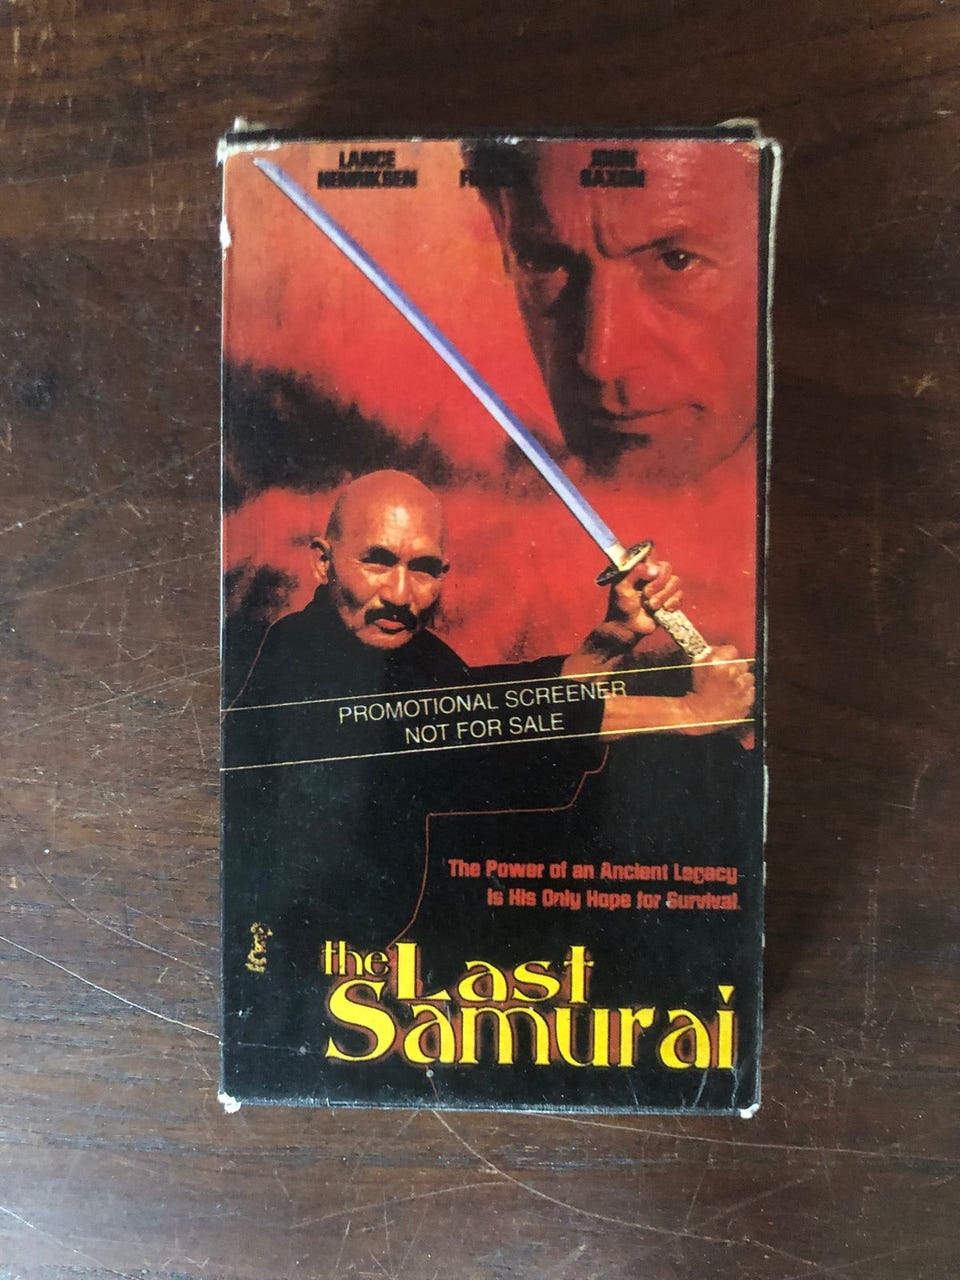 LANCE JOHN
HENRIKSEN SAXON
PROMOTIONAL SCREENER
NOT FOR SALE
The Power of an Ancient Legacy
is His Only Hope for Survival.
the Last
Samurai